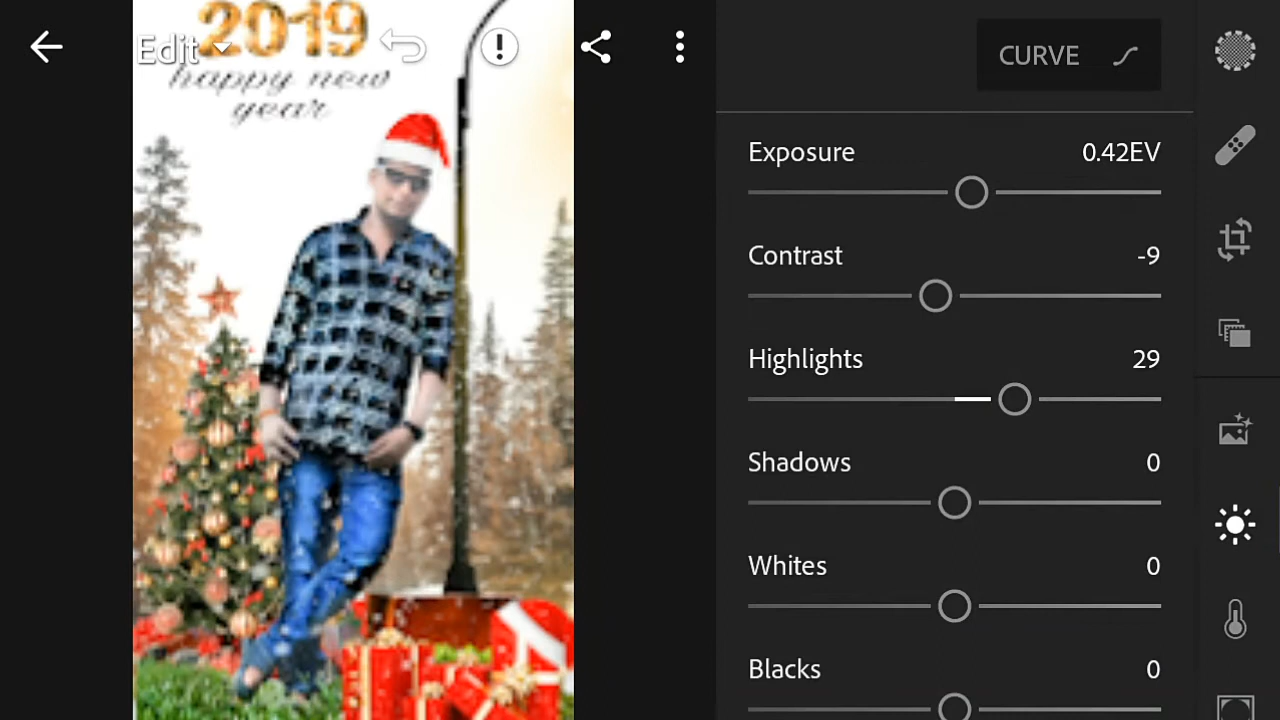 2019
Edit
happy new
year
CURVE
Exposure 0.42EV
Contrast -9
Highlights 29
Shadows 0
Whites 0
Blacks 0